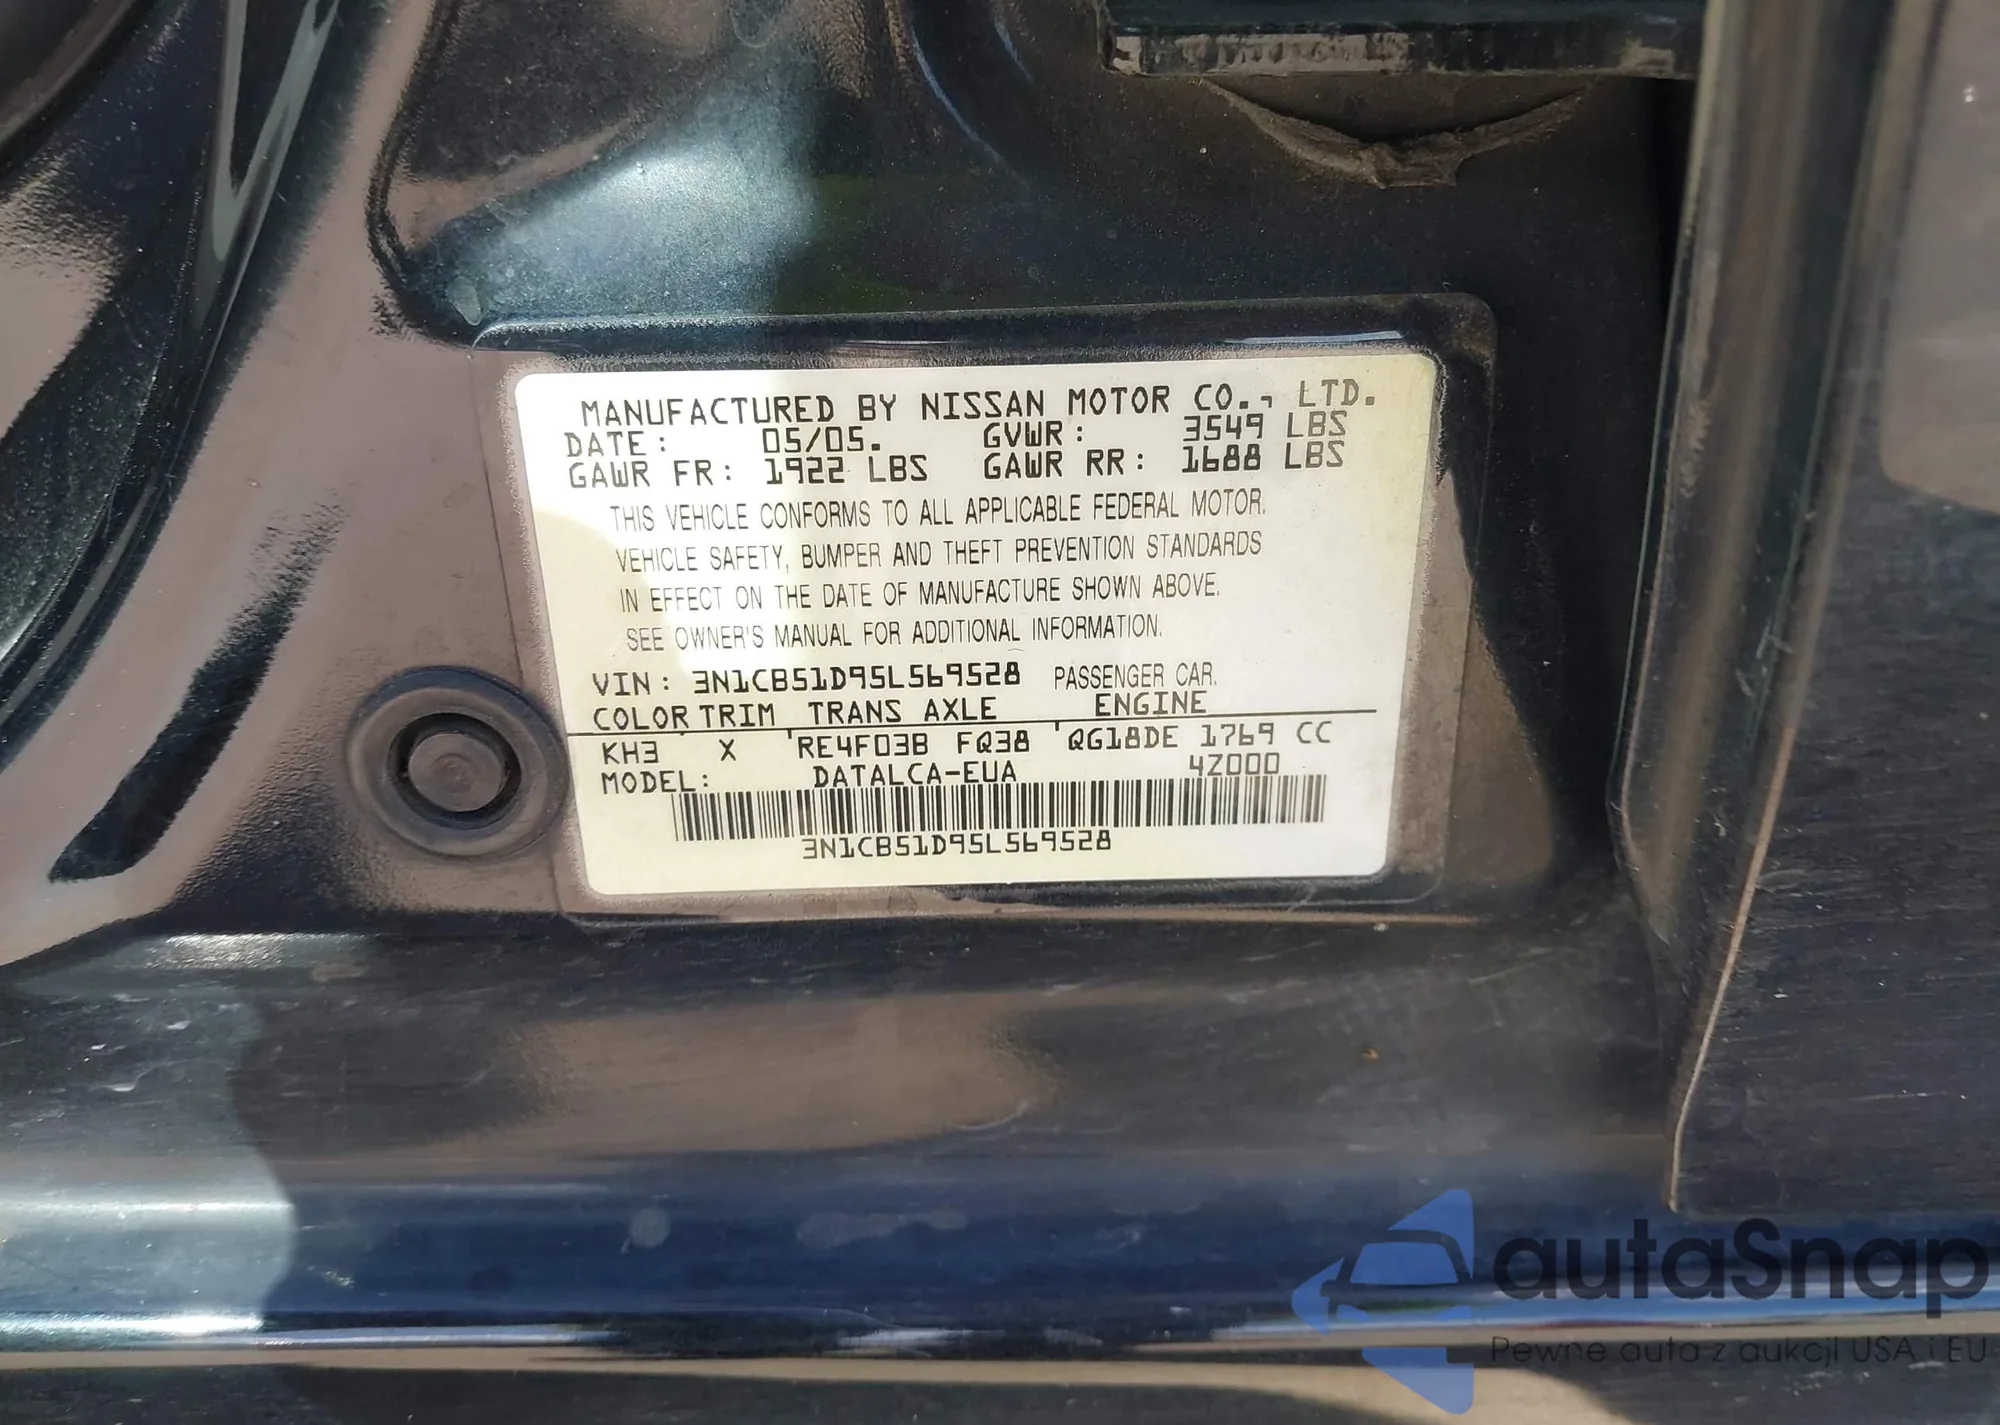 MANUFACTURED BY NISSAN MOTOR CO., LTD.
DATE: 05/05. GVWR: 3549 LBS
GAWR FR: 1922 LBS GAWR RR: 1688 LBS
THIS VEHICLE CONFORMS TO ALL APPLICABLE FEDERAL MOTOR.
VEHICLE SAFETY, BUMPER AND THEFT PREVENTION STANDARDS
IN EFFECT ON THE DATE OF MANUFACTURE SHOWN ABOVE.
SEE OWNER'S MANUAL FOR ADDITIONAL INFORMATION.
VIN: 3N1CB51D95L569528 PASSENGER CAR.
COLOR TRIM TRANS AXLE ENGINE
KH3 X RE4F03B FQ38 QG18DE 1769 CC
MODEL: DATALCA-EUA 4Z000
3N1CB51D95L569528
autaSnap
Pewne auta z aukcji USA i EU